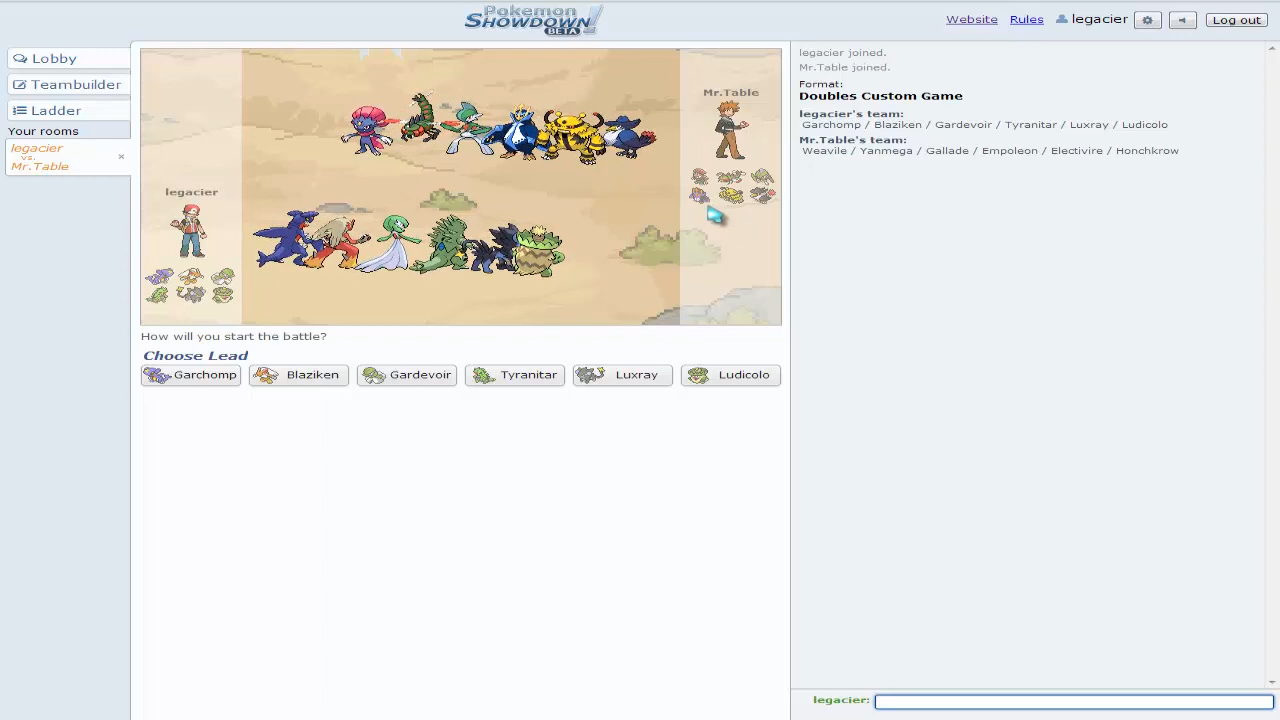 Pokemon
SHOWDOWN!
BETA
Website Rules legacier Log out
Lobby
Teambuilder
Ladder
Your rooms
legacier
vs.
Mr.Table
×
legacier
Mr.Table
How will you start the battle?
Choose Lead
Garchomp Blaziken Gardevoir Tyranitar Luxray Ludicolo
legacier joined.
Mr.Table joined.
Format:
Doubles Custom Game
legacier's team:
Garchomp / Blaziken / Gardevoir / Tyranitar / Luxray / Ludicolo
Mr.Table's team:
Weavile / Yanmega / Gallade / Empoleon / Electivire / Honchkrow
legacier: